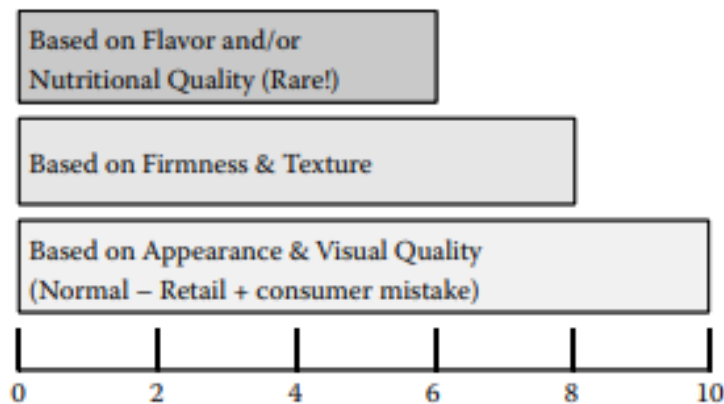 Based on Flavor and/or
Nutritional Quality (Rare!)
Based on Firmness & Texture
Based on Appearance & Visual Quality
(Normal – Retail + consumer mistake)
0 2 4 6 8 10